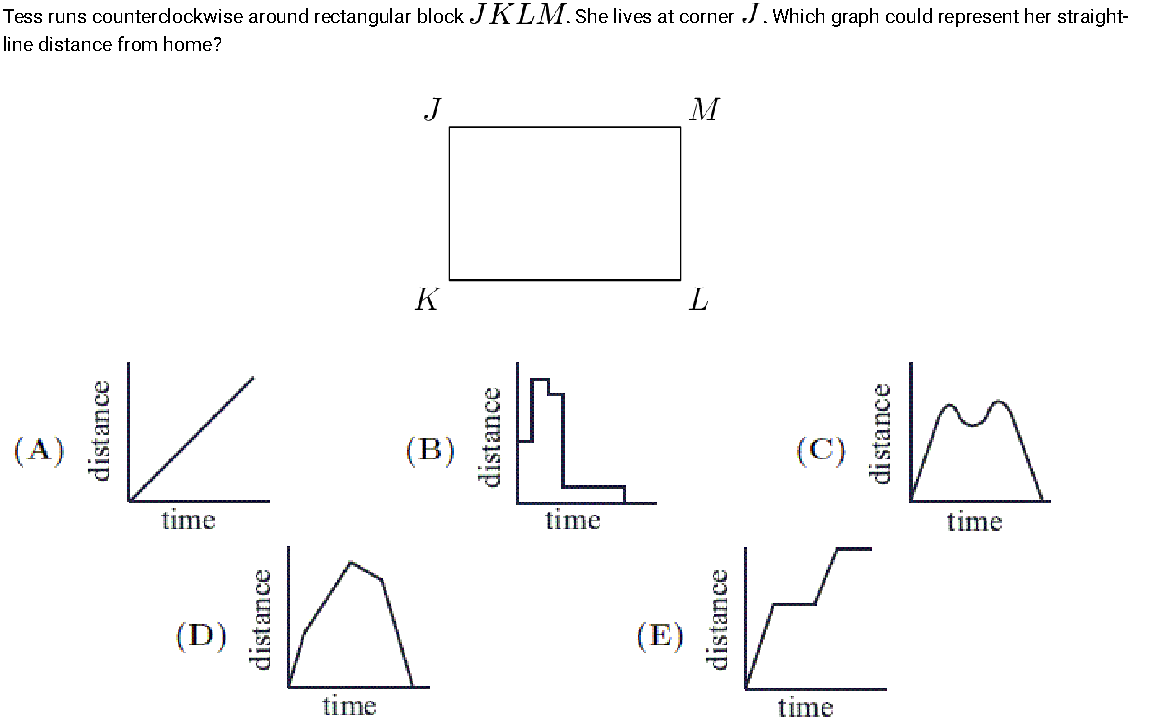 Tess runs counterclockwise around rectangular block JKLM. She lives at corner J. Which graph could represent her straight-
line distance from home?
J M
K L
(A) distance time
(B) distance time
(C) distance time
(D) distance time
(E) distance time